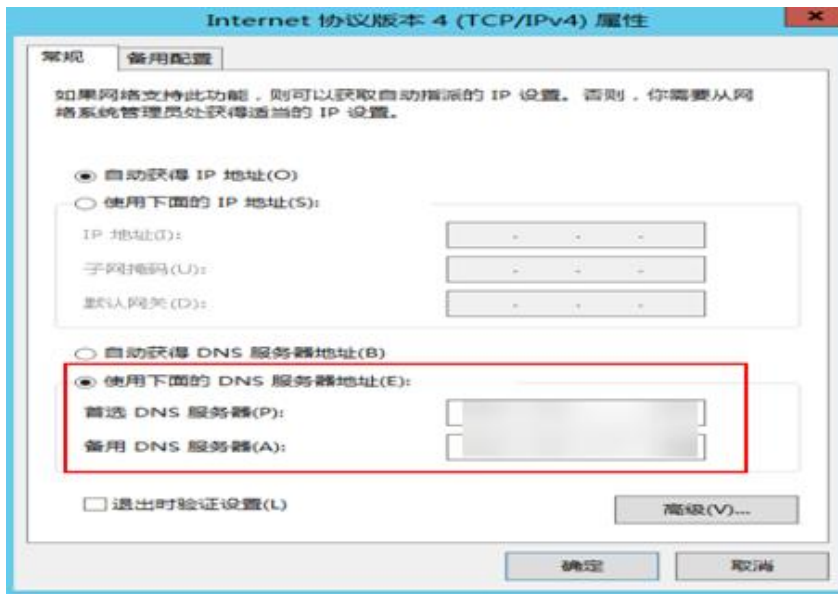 Internet 协议版本 4 (TCP/IPv4) 属性
常规 备用配置
如果网络支持此功能，则可以获取自动指派的 IP 设置。否则，你需要从网
络系统管理员处获得适当的 IP 设置。
自动获得 IP 地址(O)
使用下面的 IP 地址(S):
IP 地址(I):
子网掩码(U):
默认网关(D):
自动获得 DNS 服务器地址(B)
使用下面的 DNS 服务器地址(E):
首选 DNS 服务器(P):
备用 DNS 服务器(A):
退出时验证设置(L)
高级(V)...
确定 取消